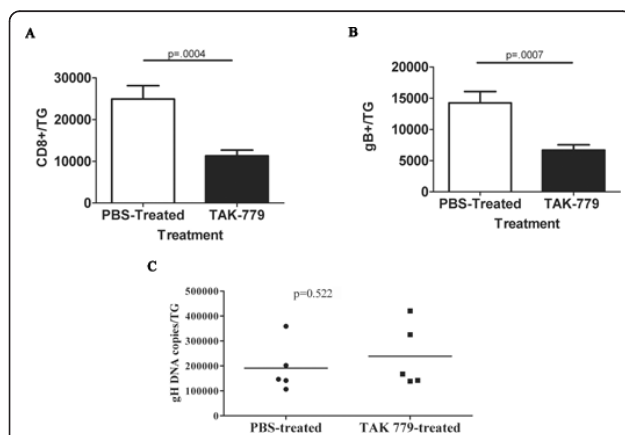 A
p=.0004
CD8+/TG
30000
20000
10000
0
PBS-Treated TAK-779
Treatment
B
p=.0007
gB+/TG
20000
15000
10000
5000
0
PBS-Treated TAK-779
Treatment
C
p=0.522
gH DNA copies/TG
500000
400000
300000
200000
100000
0
PBS-treated TAK 779-treated